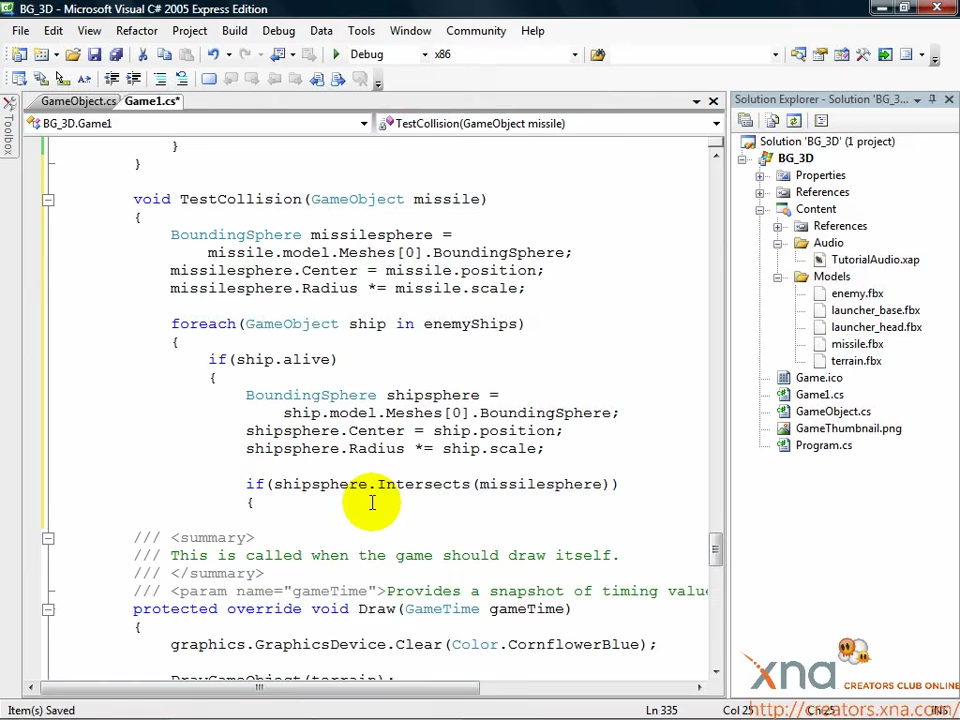 BG_3D - Microsoft Visual C# 2005 Express Edition
File Edit View Refactor Project Build Debug Data Tools Window Community Help
Debug x86
GameObject.cs Game1.cs*
BG_3D.Game1 TestCollision(GameObject missile)
Toolbox
}
}
void TestCollision(GameObject missile)
{
BoundingSphere missilesphere =
missile.model.Meshes[0].BoundingSphere;
missilesphere.Center = missile.position;
missilesphere.Radius *= missile.scale;
foreach(GameObject ship in enemyShips)
{
if(ship.alive)
{
BoundingSphere shipsphere =
ship.model.Meshes[0].BoundingSphere;
shipsphere.Center = ship.position;
shipsphere.Radius *= ship.scale;
if(shipsphere.Intersects(missilesphere))
{
/// <summary>
/// This is called when the game should draw itself.
/// </summary>
/// <param name="gameTime">Provides a snapshot of timing value
protected override void Draw(GameTime gameTime)
{
graphics.GraphicsDevice.Clear(Color.CornflowerBlue);
DrawGameObject(terrain);
Solution Explorer - Solution 'BG_3...
Solution 'BG_3D' (1 project)
BG_3D
Properties
References
Content
References
Audio
TutorialAudio.xap
Models
enemy.fbx
launcher_base.fbx
launcher_head.fbx
missile.fbx
terrain.fbx
Game.ico
Game1.cs
GameObject.cs
GameThumbnail.png
Program.cs
xna CREATORS CLUB ONLINE
Item(s) Saved Ln 335 Col 25 Ch 25 INS
http://creators.xna.com/